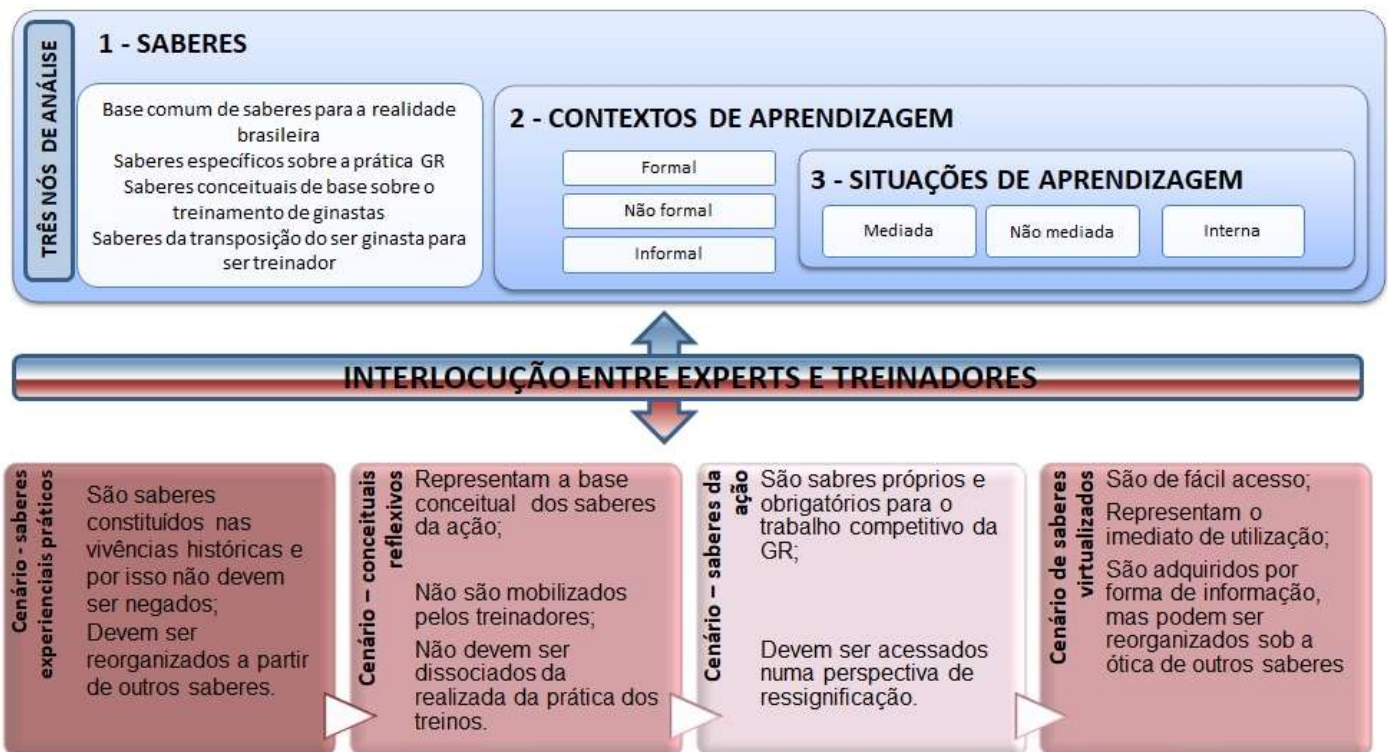 TRÊS NÓS DE ANÁLISE
1 - SABERES
Base comum de saberes para a realidade
brasileira
Saberes específicos sobre a prática GR
Saberes conceituais de base sobre o
treinamento de ginastas
Saberes da transposição do ser ginasta para
ser treinador
2 - CONTEXTOS DE APRENDIZAGEM
Formal
Não formal
Informal
3 - SITUAÇÕES DE APRENDIZAGEM
Mediada
Não mediada
Interna
INTERLOCUÇÃO ENTRE EXPERTS E TREINADORES
Cenário - saberes
experienciais práticos
São saberes
constituídos nas
vivências históricas e
por isso não devem
ser negados;
Devem ser
reorganizados a partir
de outros saberes.
Cenário – conceituais
reflexivos
Representam a base
conceitual dos saberes
da ação;
Não são mobilizados
pelos treinadores;
Não devem ser
dissociados da
realizada da prática dos
treinos.
Cenário – saberes da
ação
São sabres próprios e
obrigatórios para o
trabalho competitivo da
GR;
Devem ser acessados
numa perspectiva de
ressignificação.
Cenário de saberes
virtualizados
São de fácil acesso;
Representam o
imediato de utilização;
São adquiridos por
forma de informação,
mas podem ser
reorganizados sob a
ótica de outros saberes